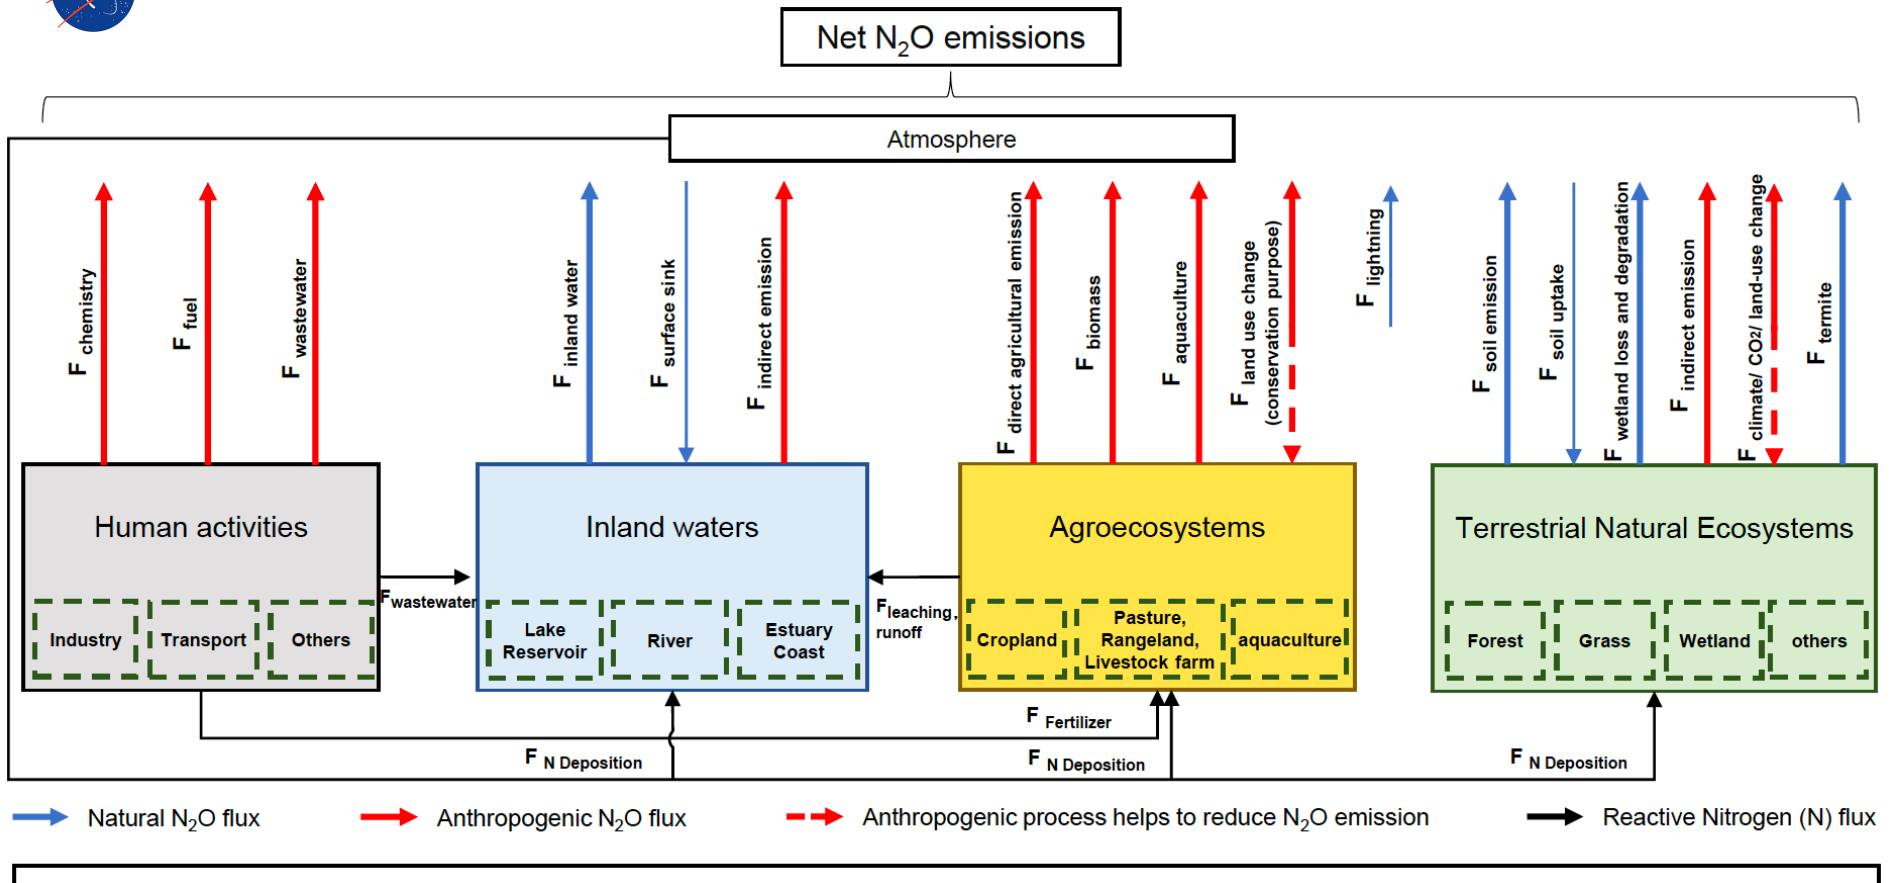 Net N₂O emissions
Atmosphere
F chemistry
F fuel
F wastewater
F inland water
F surface sink
F indirect emission
F direct agricultural emission
F biomass
F aquaculture
F land use change
(conservation purpose)
F lightning
F soil emission
F soil uptake
F wetland loss and degradation
F indirect emission
F climate/ CO2/ land-use change
F termite
Human activities
Industry
Transport
Others
Fwastewater
Inland waters
Lake
Reservoir
River
Estuary
Coast
Fleaching,
runoff
Agroecosystems
Cropland
Pasture,
Rangeland,
Livestock farm
aquaculture
Terrestrial Natural Ecosystems
Forest
Grass
Wetland
others
F Fertilizer
F N Deposition
F N Deposition
F N Deposition
Natural N₂O flux
Anthropogenic N₂O flux
Anthropogenic process helps to reduce N₂O emission
Reactive Nitrogen (N) flux